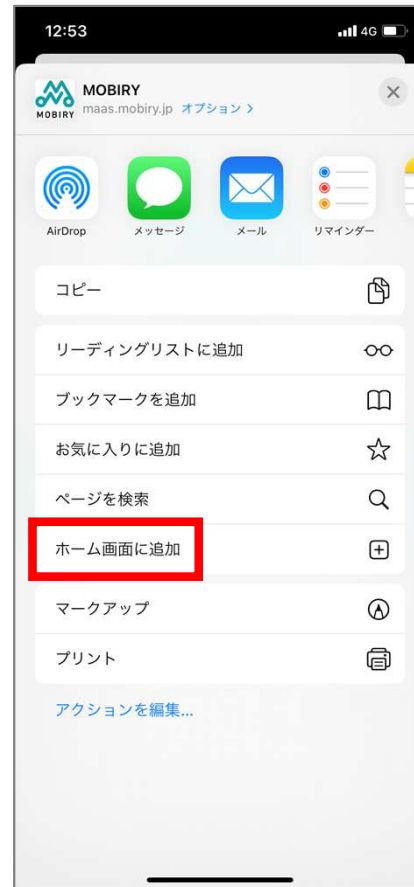 12:53
4G
MOBIRY
MOBIRY
maas.mobiry.jp オプション >
AirDrop
メッセージ
メール
リマインダー
コピー
リーディングリストに追加
ブックマークを追加
お気に入りに追加
ページを検索
ホーム画面に追加
マークアップ
プリント
アクションを編集...